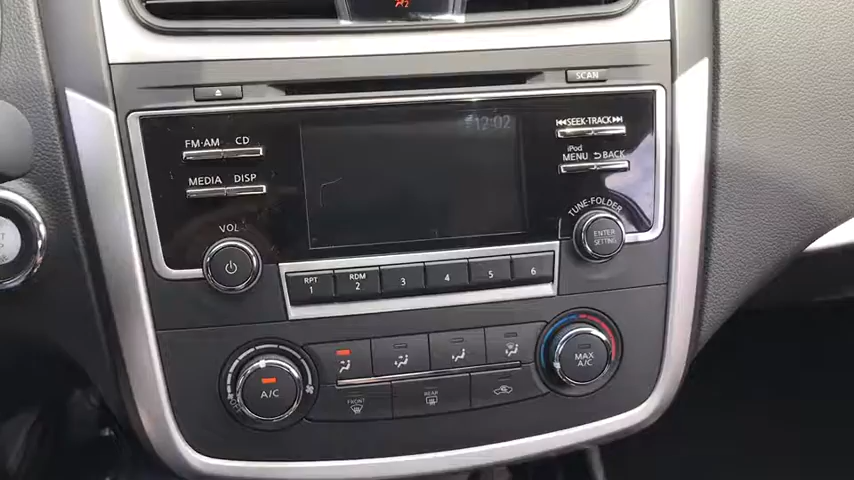 SCAN
12:02
FM·AM CD
SEEK·TRACK
iPod
MENU BACK
MEDIA DISP
TUNE·FOLDER
VOL
ENTER
SETTING
RPT
1
RDM
2
3
4
5
6
MAX
A/C
A/C
FRONT
REAR